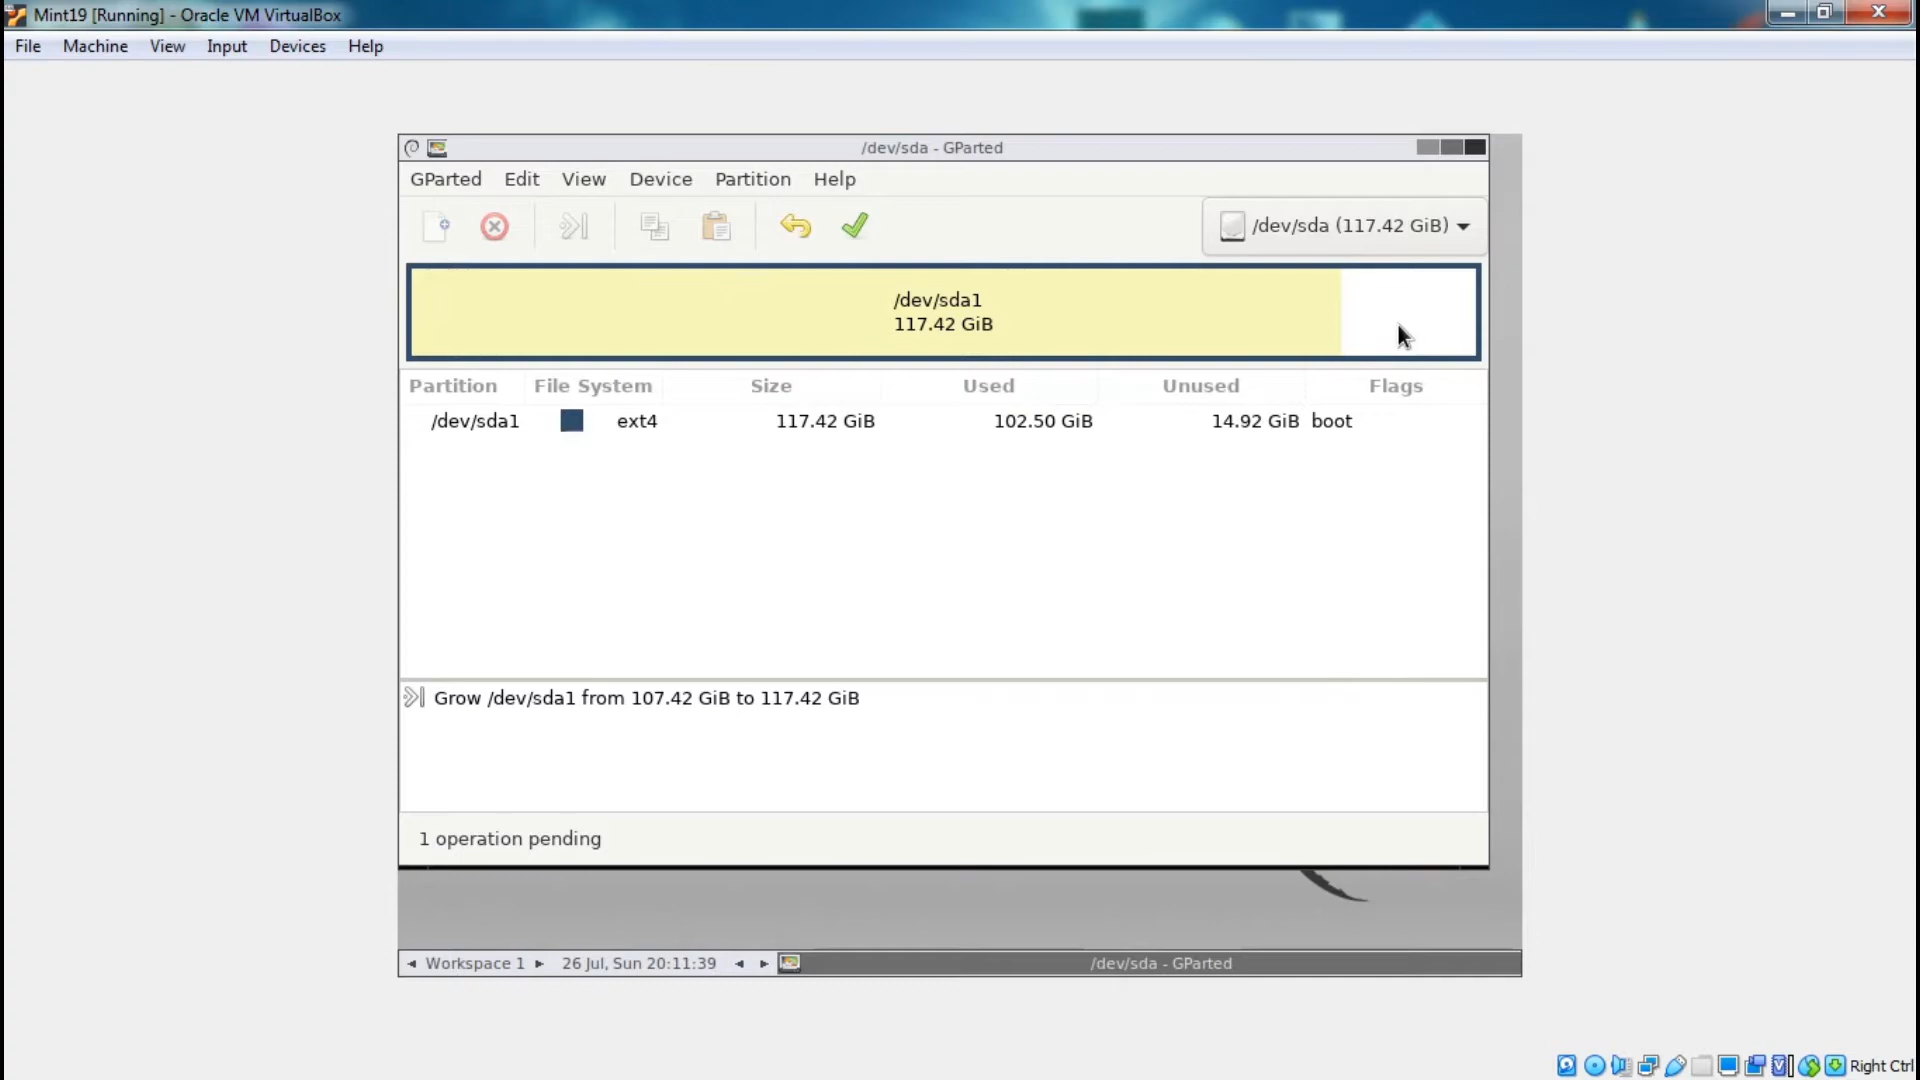 Mint19 [Running] - Oracle VM VirtualBox
File Machine View Input Devices Help
/dev/sda - GParted
GParted Edit View Device Partition Help
/dev/sda (117.42 GiB)
/dev/sda1
117.42 GiB
Partition File System Size Used Unused Flags
/dev/sda1 ext4 117.42 GiB 102.50 GiB 14.92 GiB boot
Grow /dev/sda1 from 107.42 GiB to 117.42 GiB
1 operation pending
Workspace 1 26 Jul, Sun 20:11:39 /dev/sda - GParted
Right Ctrl